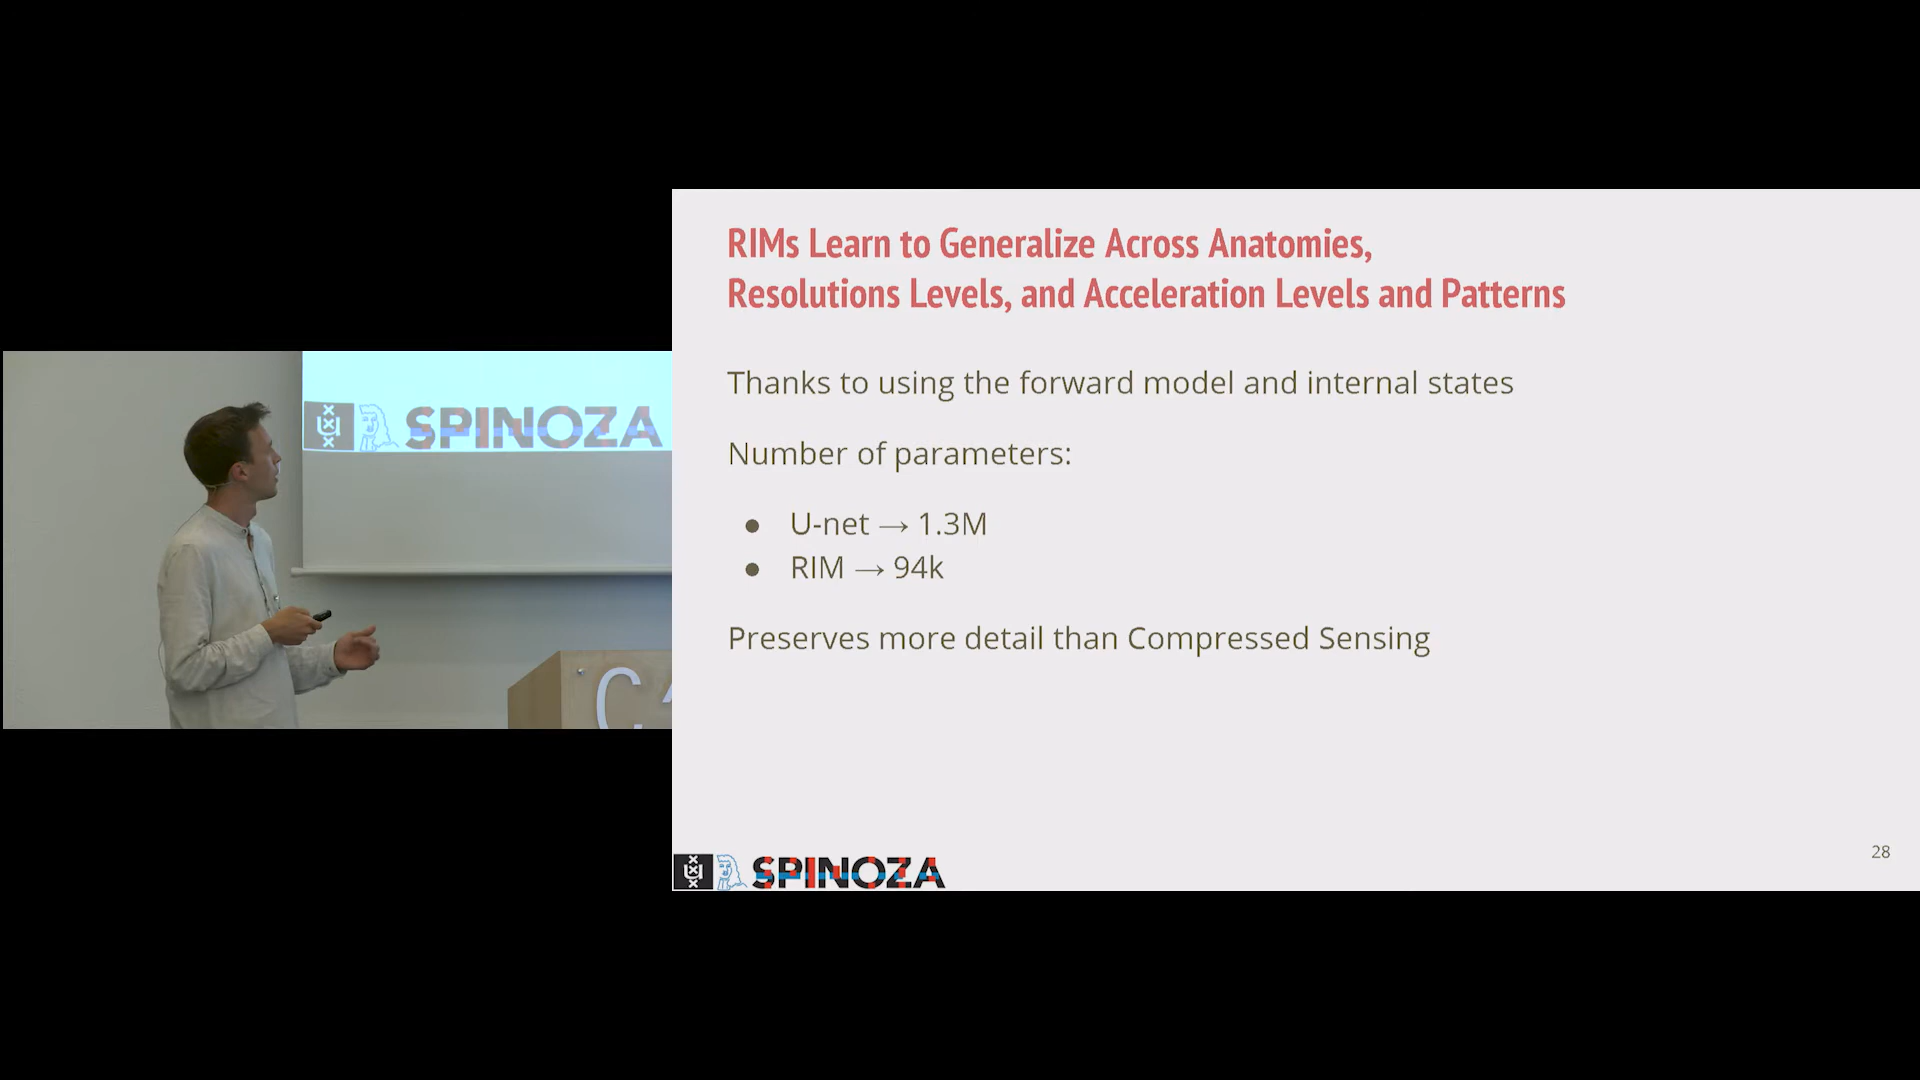 SPINOZA
C
RIMs Learn to Generalize Across Anatomies,
Resolutions Levels, and Acceleration Levels and Patterns
Thanks to using the forward model and internal states
Number of parameters:
● U-net → 1.3M
● RIM → 94k
Preserves more detail than Compressed Sensing
28
SPINOZA